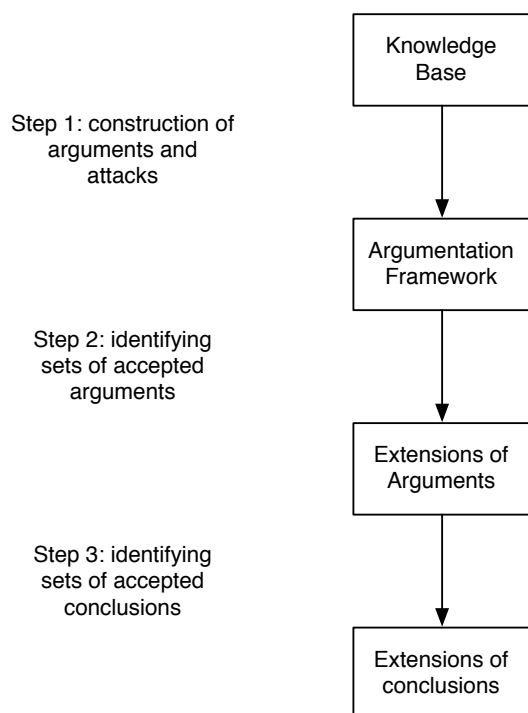 Knowledge
Base
Step 1: construction of
arguments and
attacks
Argumentation
Framework
Step 2: identifying
sets of accepted
arguments
Extensions of
Arguments
Step 3: identifying
sets of accepted
conclusions
Extensions of
conclusions